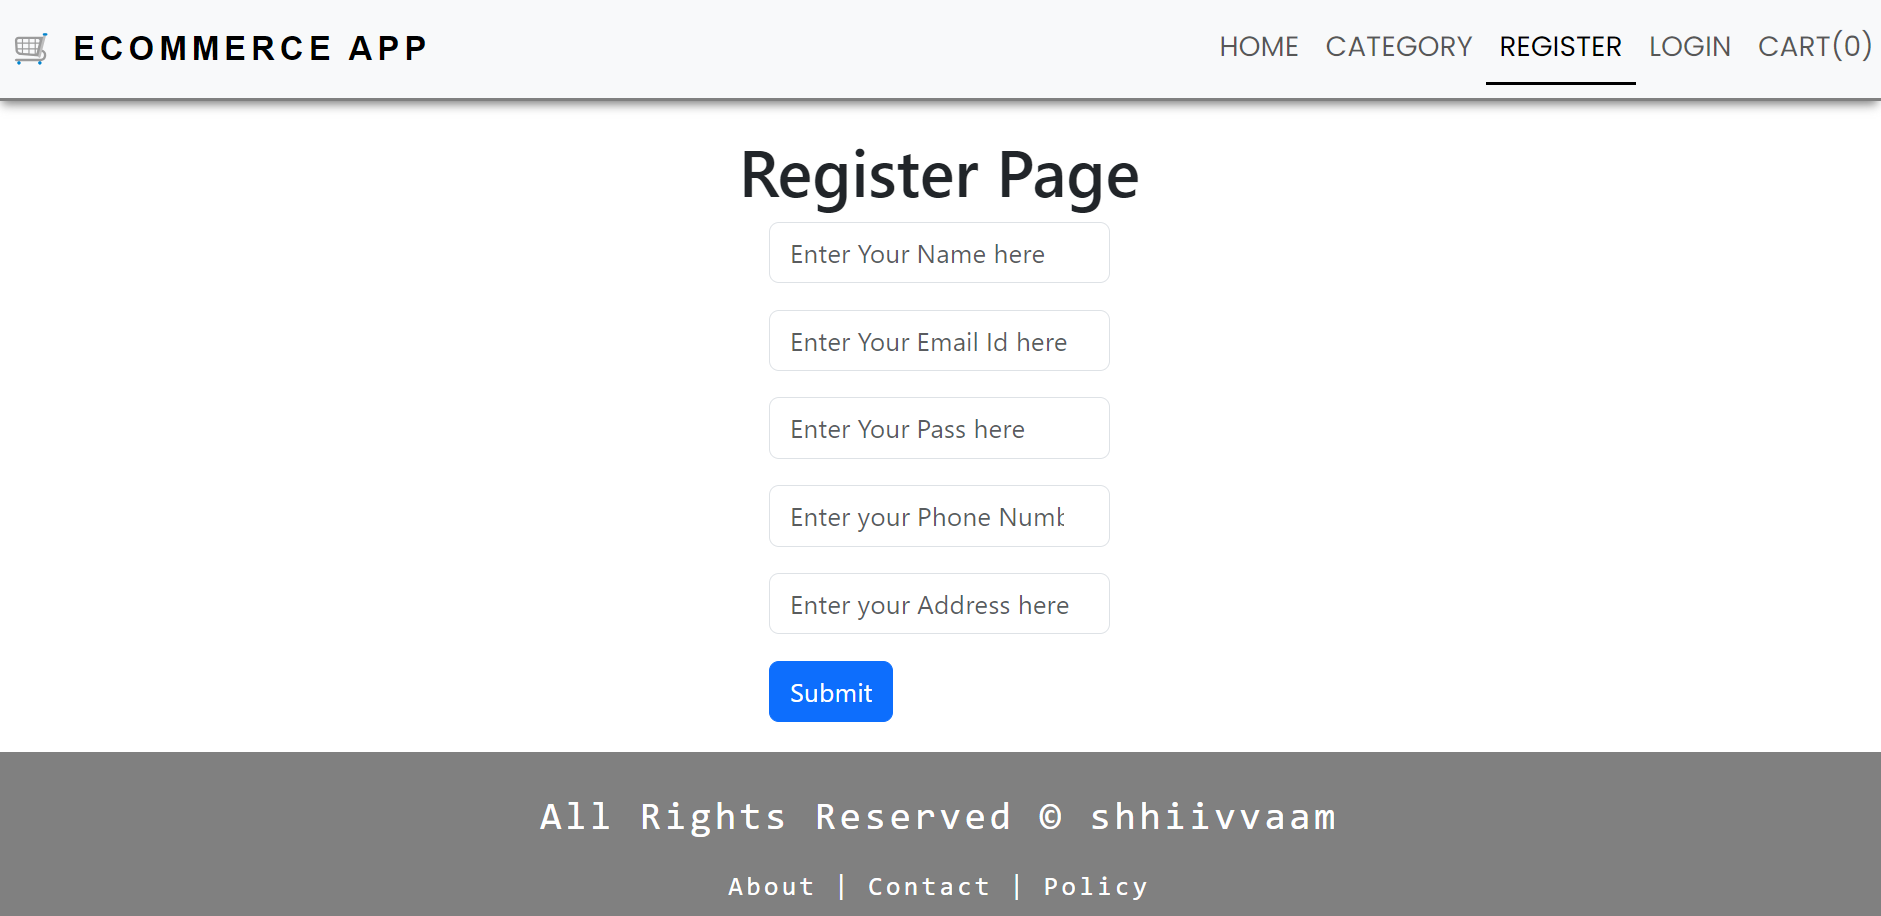 🛒 ECOMMERCE APP HOME CATEGORY REGISTER LOGIN CART(0)
Register Page
Enter Your Name here
Enter Your Email Id here
Enter Your Pass here
Enter your Phone Numb
Enter your Address here
Submit
All Rights Reserved © shhiivvaam
About | Contact | Policy